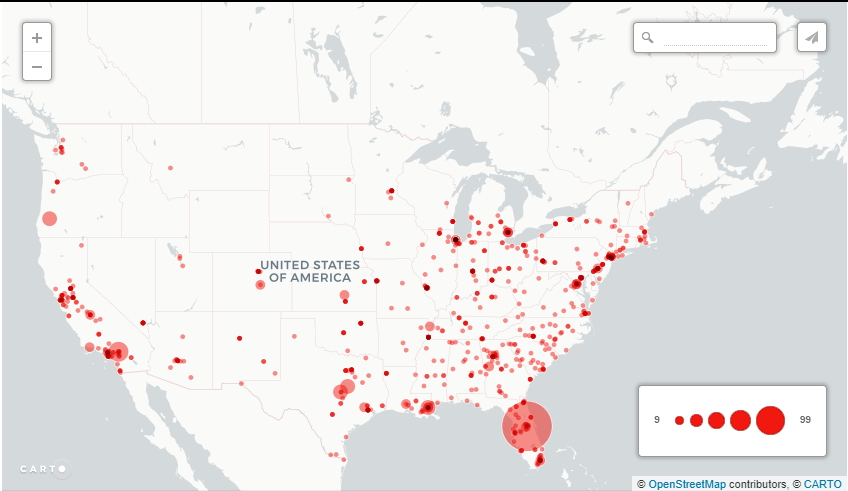 +
−
UNITED STATES
OF AMERICA
9
99
CARTO
© OpenStreetMap contributors, © CARTO